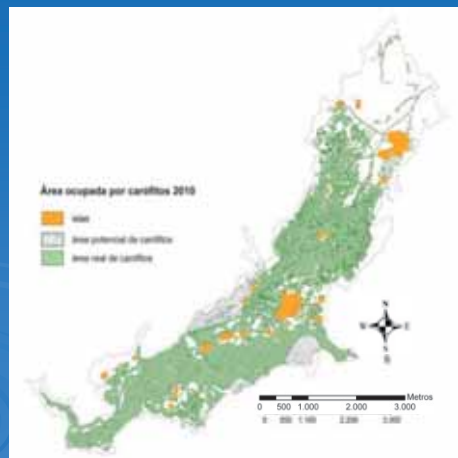 Área ocupada por carófitos 2010
islas
área potencial de carófitos
área real de carófitos
N
W E
S
0 500 1.000 2.000 3.000 Metros